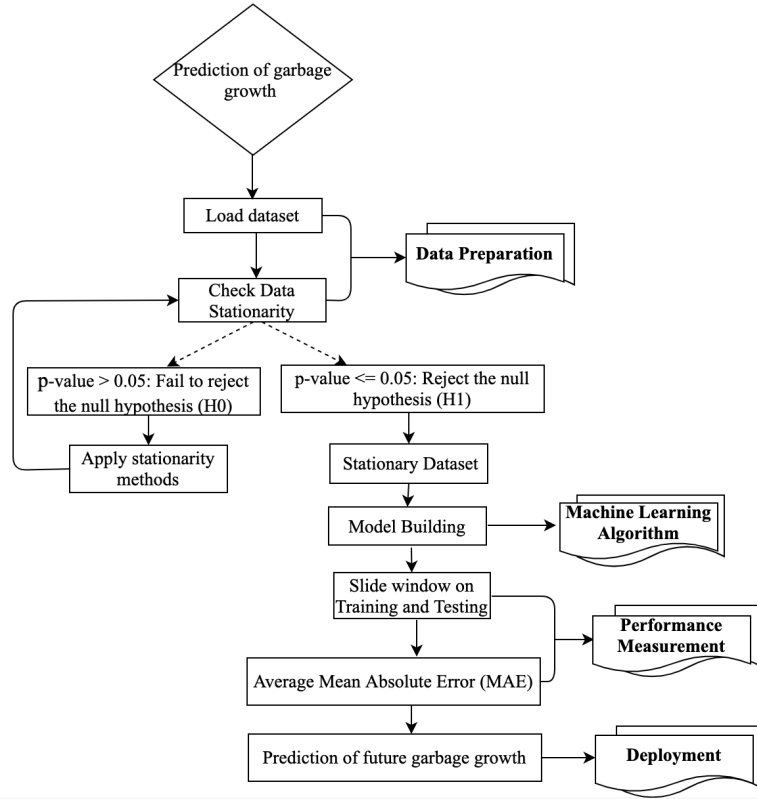 Prediction of garbage
growth
Load dataset
Data Preparation
Check Data
Stationarity
p-value > 0.05: Fail to reject
the null hypothesis (H0)
p-value <= 0.05: Reject the null
hypothesis (H1)
Apply stationarity
methods
Stationary Dataset
Model Building
Machine Learning
Algorithm
Slide window on
Training and Testing
Performance
Measurement
Average Mean Absolute Error (MAE)
Prediction of future garbage growth
Deployment